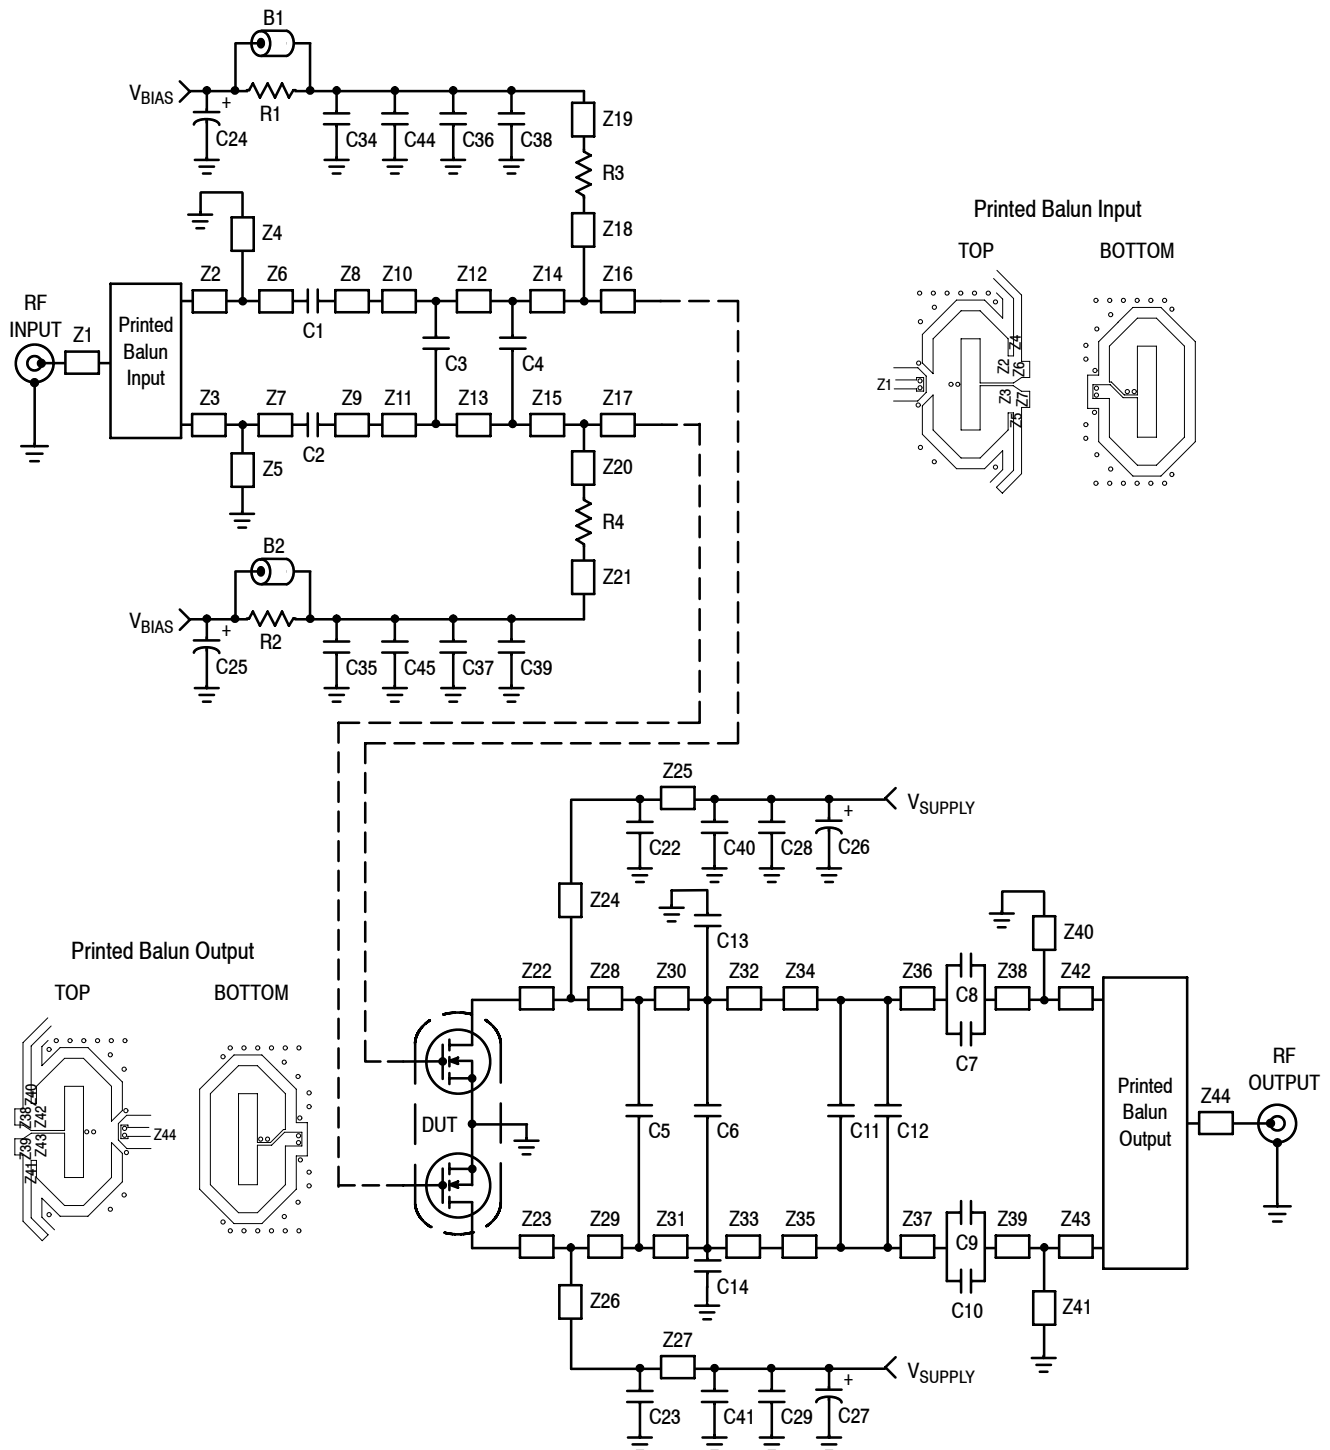 B1
V_BIAS
+
R1
C24
C34
C44
C36
C38
Z19
R3
Z18
Z4
Z2
Z6
C1
Z8
Z10
Z12
Z14
Z16
RF
INPUT
Z1
Printed
Balun
Input
C3
C4
Z3
Z7
C2
Z9
Z11
Z13
Z15
Z17
Z5
Z20
R4
Z21
B2
V_BIAS
+
R2
C25
C35
C45
C37
C39
Printed Balun Input
TOP
BOTTOM
Z1
Z4
Z2
Z6
Z3
Z7
Z5
Z25
V_SUPPLY
+
C22
C40
C28
C26
Z24
C13
Z40
Z22
Z28
Z30
Z32
Z34
Z36
C8
C7
Z38
Z42
Printed Balun Output
TOP
BOTTOM
Z40
Z38
Z42
Z44
Z39
Z43
Z41
DUT
C5
C6
C11
C12
Printed
Balun
Output
Z44
RF
OUTPUT
Z23
Z29
Z31
Z33
Z35
Z37
C9
C10
Z39
Z43
C14
Z41
Z26
Z27
V_SUPPLY
+
C23
C41
C29
C27